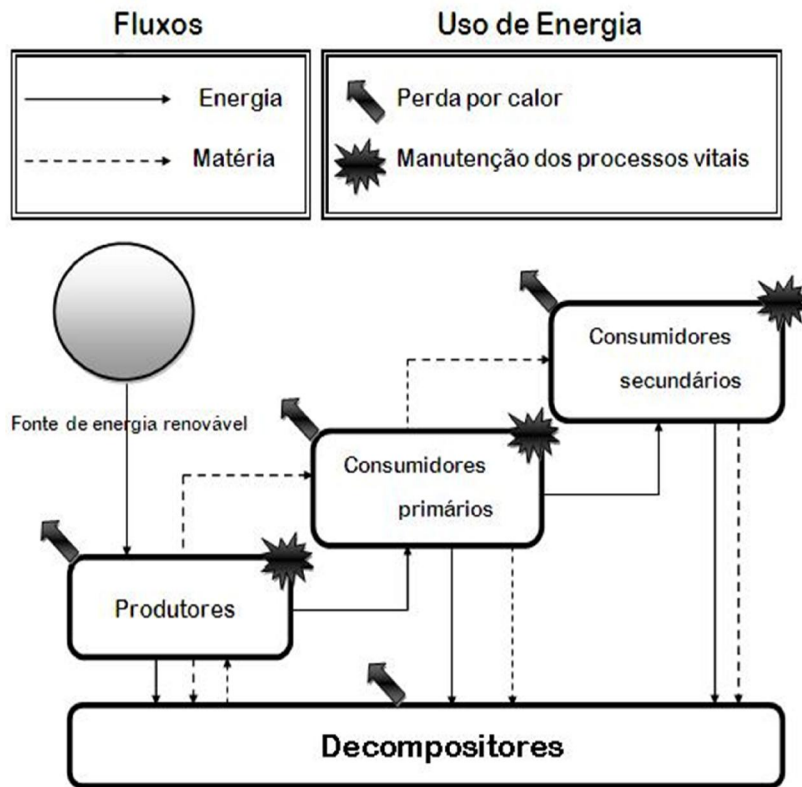 Fluxos
Uso de Energia
Energia
Matéria
Perda por calor
Manutenção dos processos vitais
Fonte de energia renovável
Consumidores
secundários
Consumidores
primários
Produtores
Decompositores